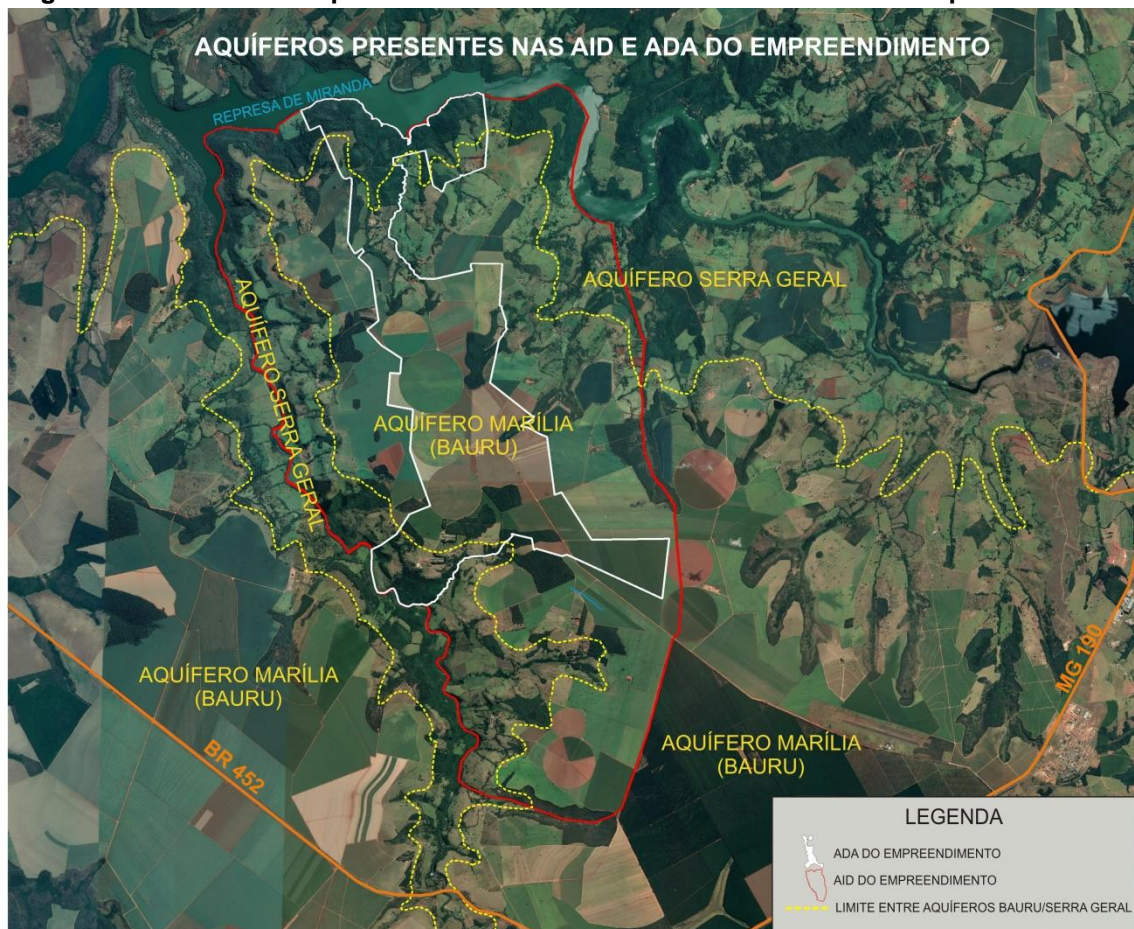 AQUÍFEROS PRESENTES NAS AID E ADA DO EMPREENDIMENTO
REPRESA DE MIRANDA
AQUÍFERO SERRA GERAL
AQUÍFERO SERRA GERAL
AQUÍFERO MARÍLIA
(BAURU)
AQUÍFERO MARÍLIA
(BAURU)
BR 452
AQUÍFERO MARÍLIA
(BAURU)
MG 190
LEGENDA
ADA DO EMPREENDIMENTO
AID DO EMPREENDIMENTO
LIMITE ENTRE AQUÍFEROS BAURU/SERRA GERAL